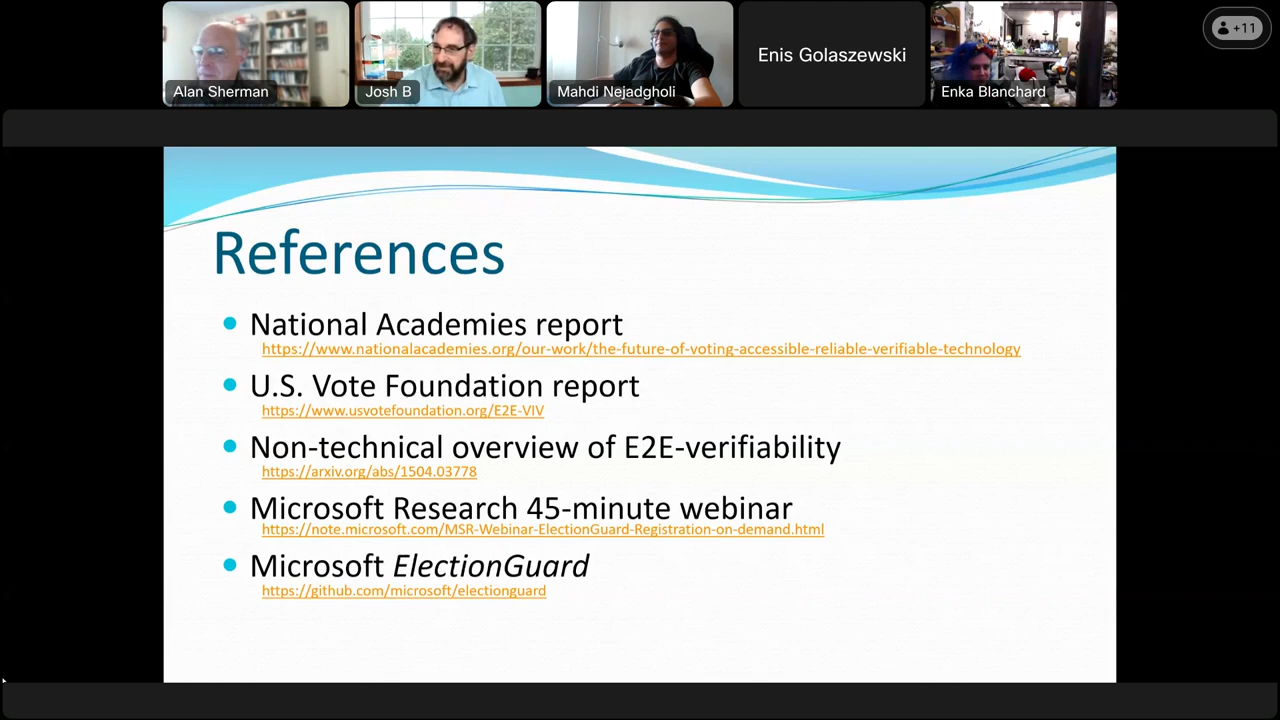 Alan Sherman
Josh B
Mahdi Nejadgholi
Enis Golaszewski
Enka Blanchard
+11
References
National Academies report
https://www.nationalacademies.org/our-work/the-future-of-voting-accessible-reliable-verifiable-technology
U.S. Vote Foundation report
https://www.usvotefoundation.org/E2E-VIV
Non-technical overview of E2E-verifiability
https://arxiv.org/abs/1504.03778
Microsoft Research 45-minute webinar
https://note.microsoft.com/MSR-Webinar-ElectionGuard-Registration-on-demand.html
Microsoft ElectionGuard
https://github.com/microsoft/electionguard